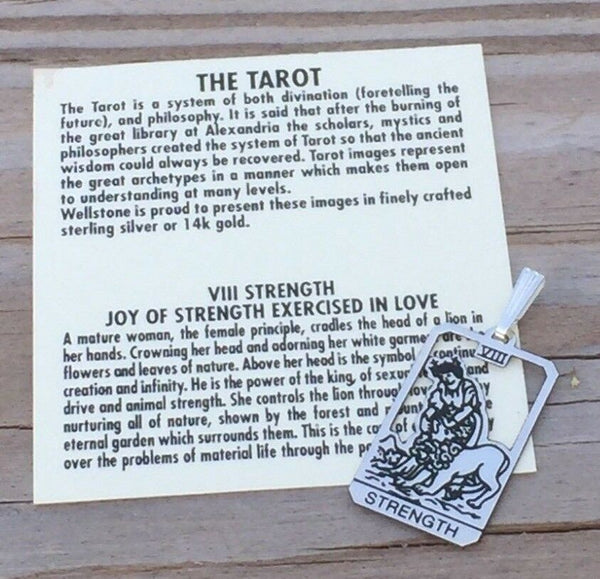 THE TAROT
The Tarot is a system of both divination (foretelling the
future), and philosophy. It is said that after the burning of
the great library at Alexandria the scholars, mystics and
philosophers created the system of Tarot so that the ancient
wisdom could always be recovered. Tarot images represent
the great archetypes in a manner which makes them open
to understanding at many levels.
Wellstone is proud to present these images in finely crafted
sterling silver or 14k gold.
VIII STRENGTH
JOY OF STRENGTH EXERCISED IN LOVE
A mature woman, the female principle, cradles the head of a lion in
her hands. Crowning her head and adorning her white are
flowers and leaves of nature. Above her head is the symbol
creation and infinity. He is the power of the king, of and
drive and animal strength. She controls the lion through
nurturing all of nature, shown by the forest and
eternal garden which surrounds them. This is the of
over the problems of material life through the
VIII
STRENGTH